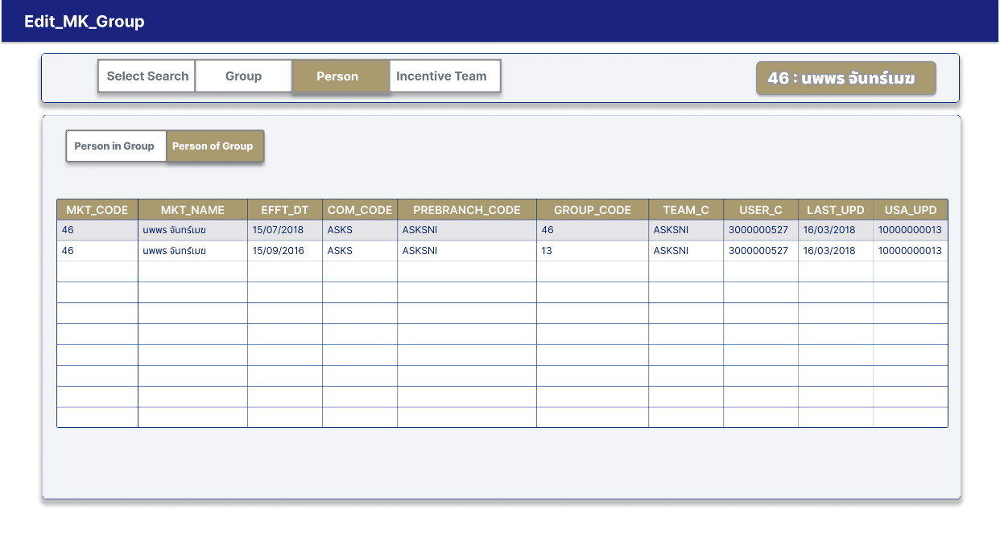 Edit_MK_Group
Select Search Group Person Incentive Team 46 : นพพร จันทร์เมฆ
Person in Group Person of Group
MKT_CODE MKT_NAME EFFT_DT COM_CODE PREBRANCH_CODE GROUP_CODE TEAM_C USER_C LAST_UPD USA_UPD
46 นพพร จันทร์เมฆ 15/07/2018 ASKS ASKSNI 46 ASKSNI 3000000527 16/03/2018 10000000013
46 นพพร จันทร์เมฆ 15/09/2016 ASKS ASKSNI 13 ASKSNI 3000000527 16/03/2018 10000000013